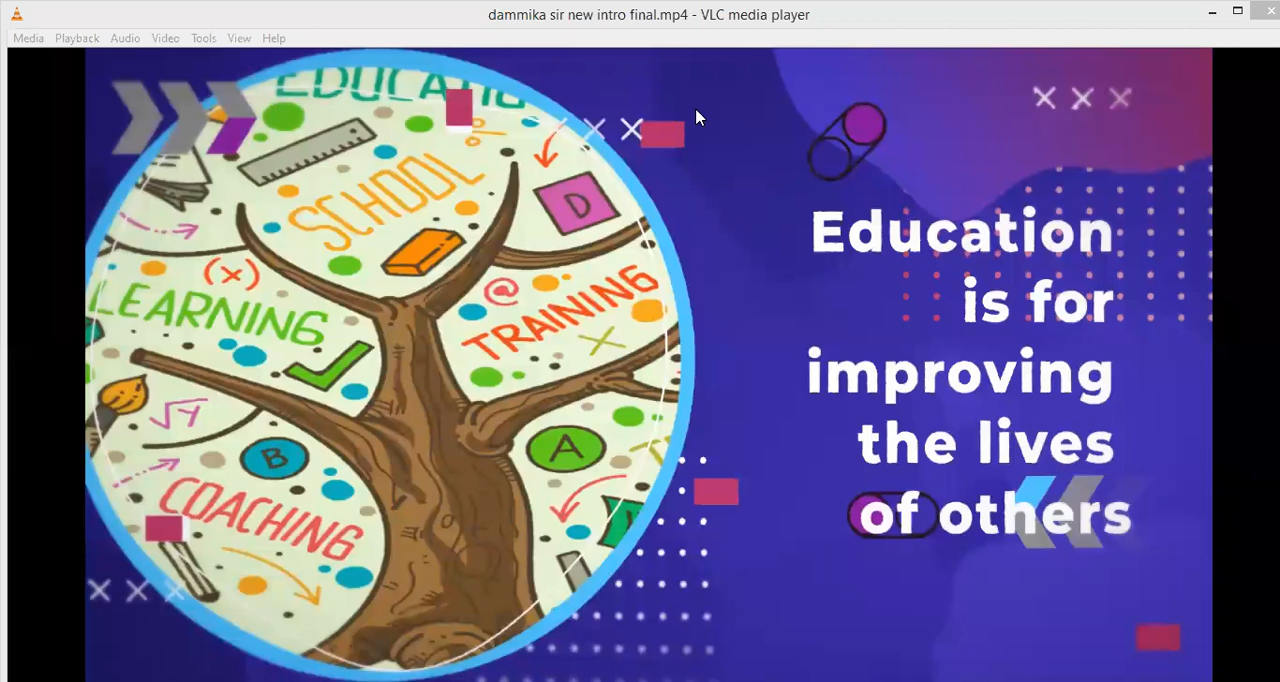 dammika sir new intro final.mp4 - VLC media player
Media Playback Audio Video Tools View Help
EDUCATIO
SCHOOL
%
D
(x)
LEARNING
@
TRAINING
√y
B
A
COACHING
Education
is for
improving
the lives
of others